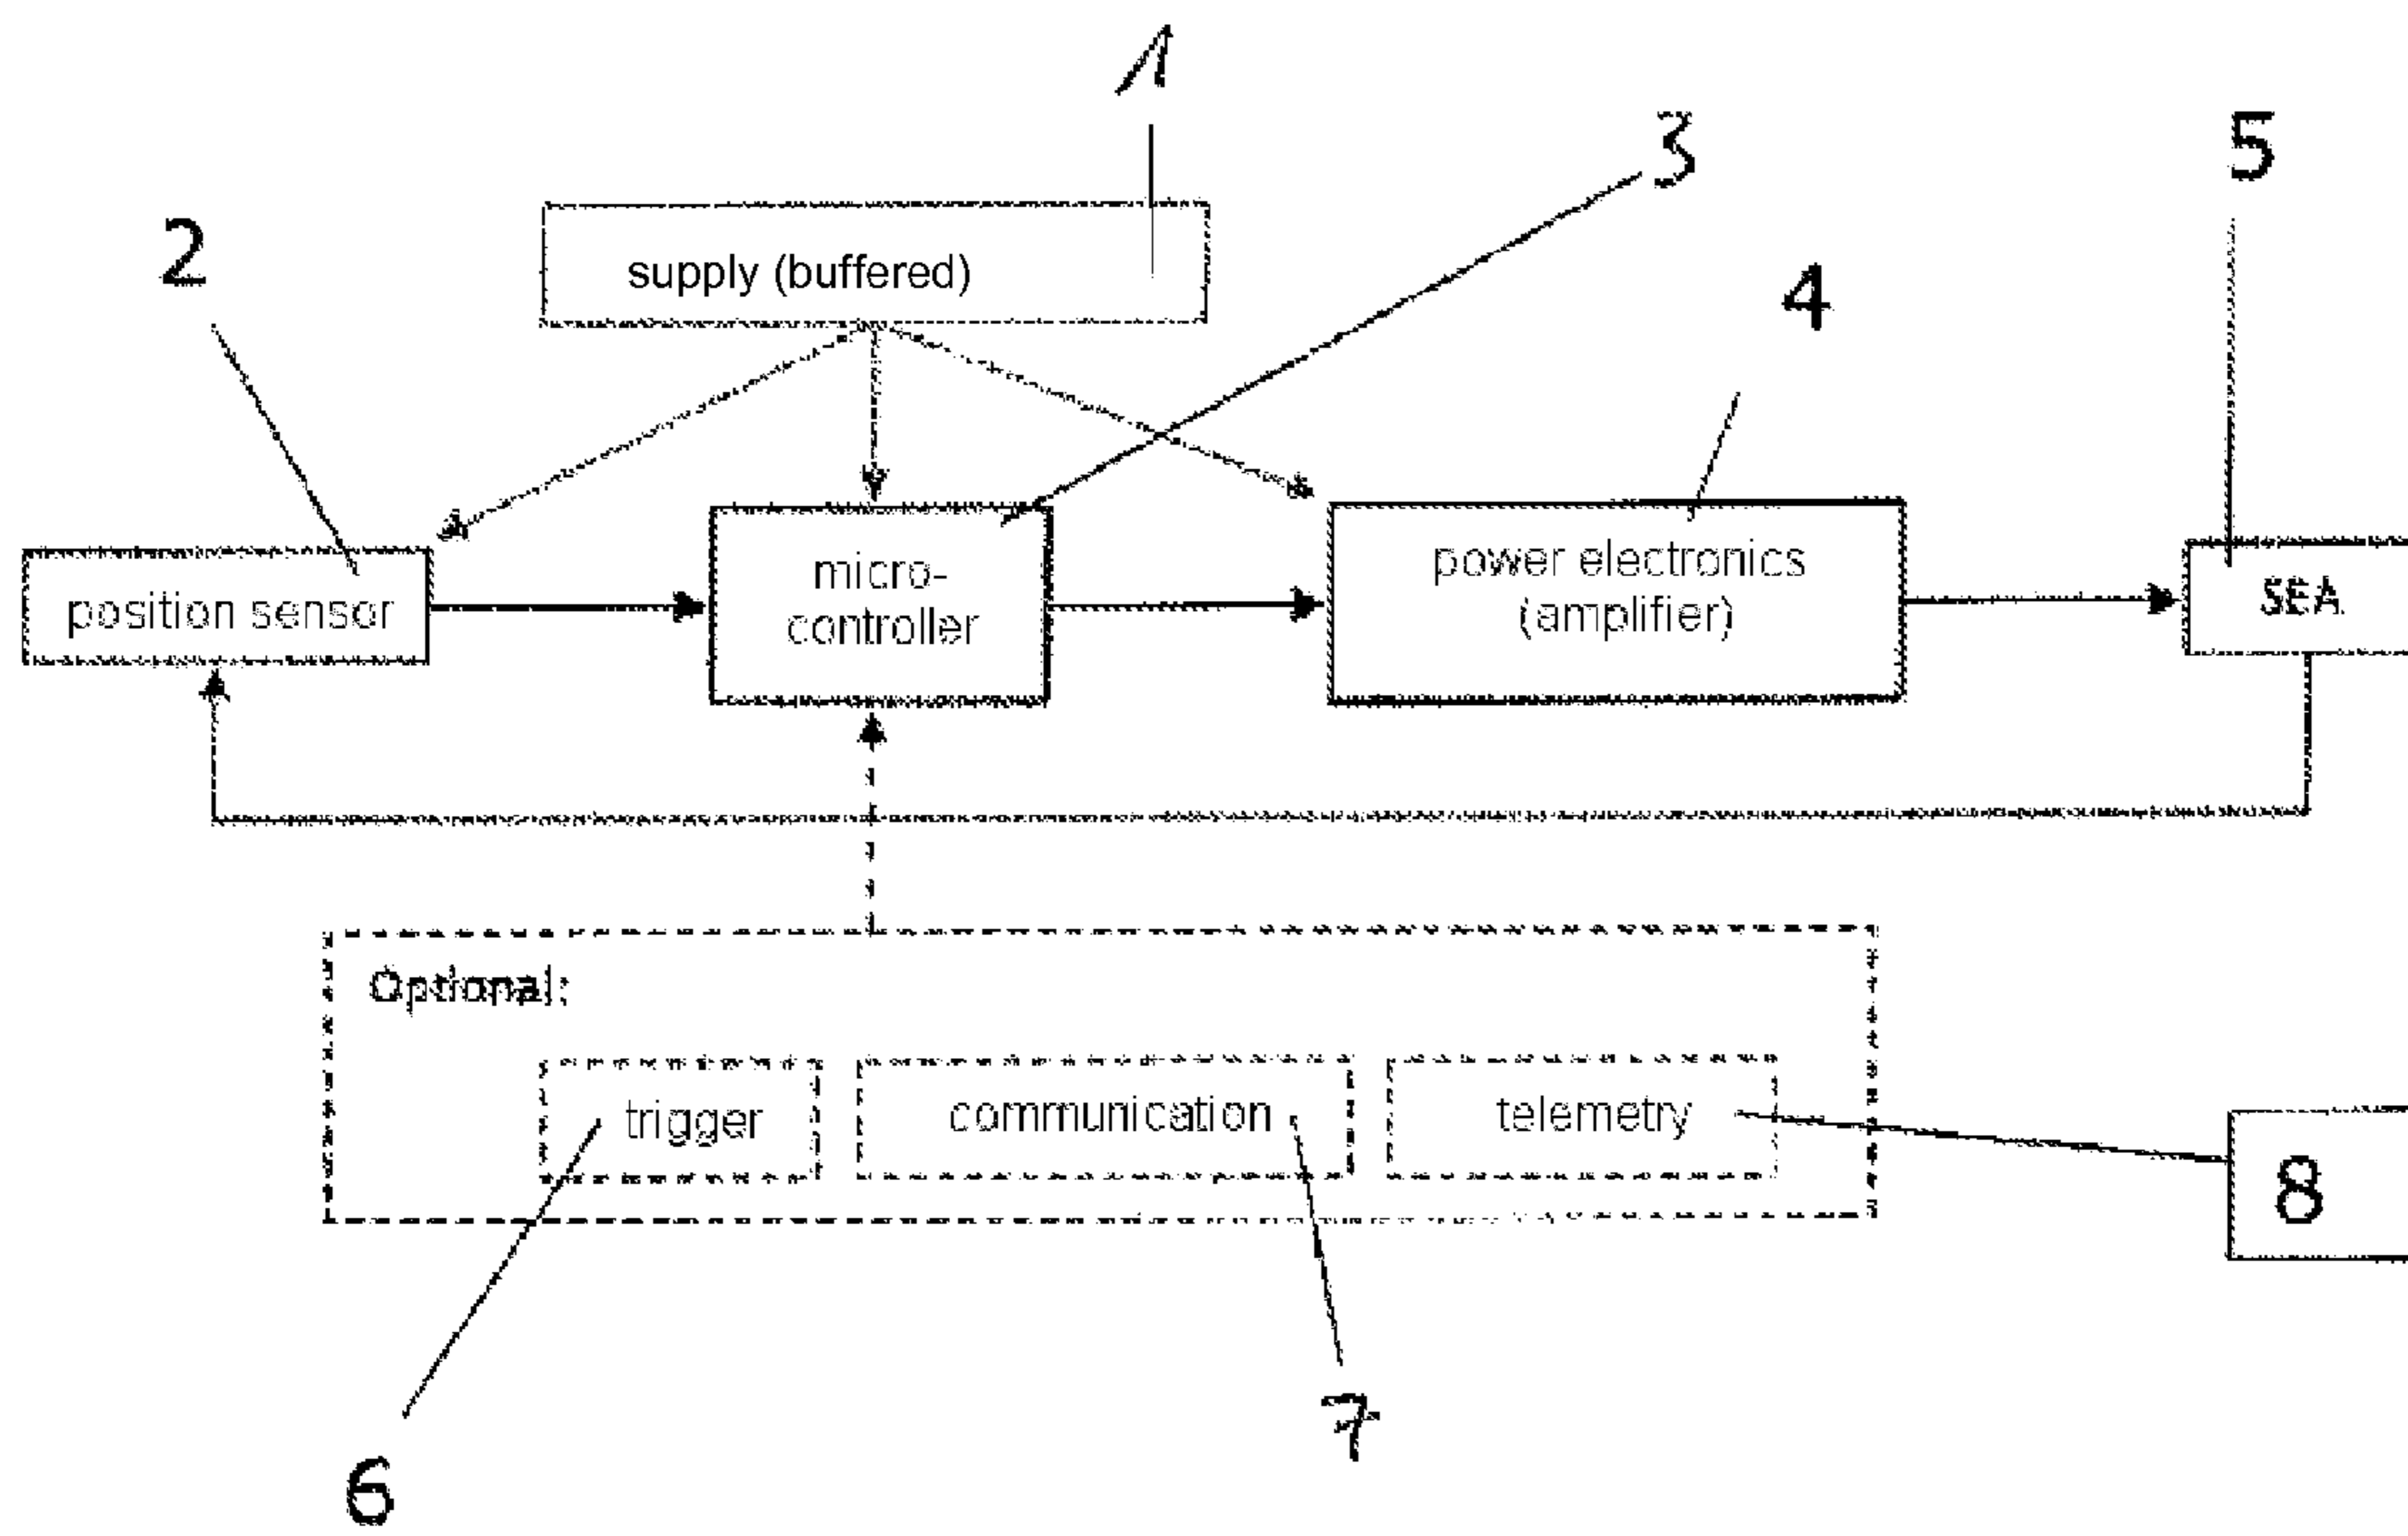 1
3
5
2
supply (buffered)
4
position sensor
micro-
controller
power electronics
(amplifier)
SEA
Optional:
trigger
communication
telemetry
8
7
6